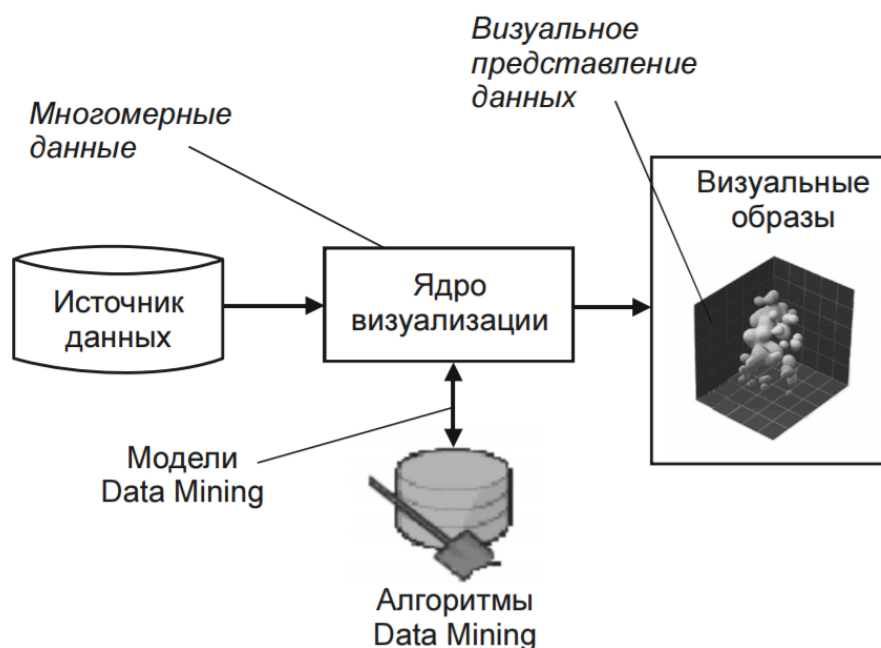 Визуальное
представление
данных
Многомерные
данные
Визуальные
образы
Источник
данных
Ядро
визуализации
Модели
Data Mining
Алгоритмы
Data Mining